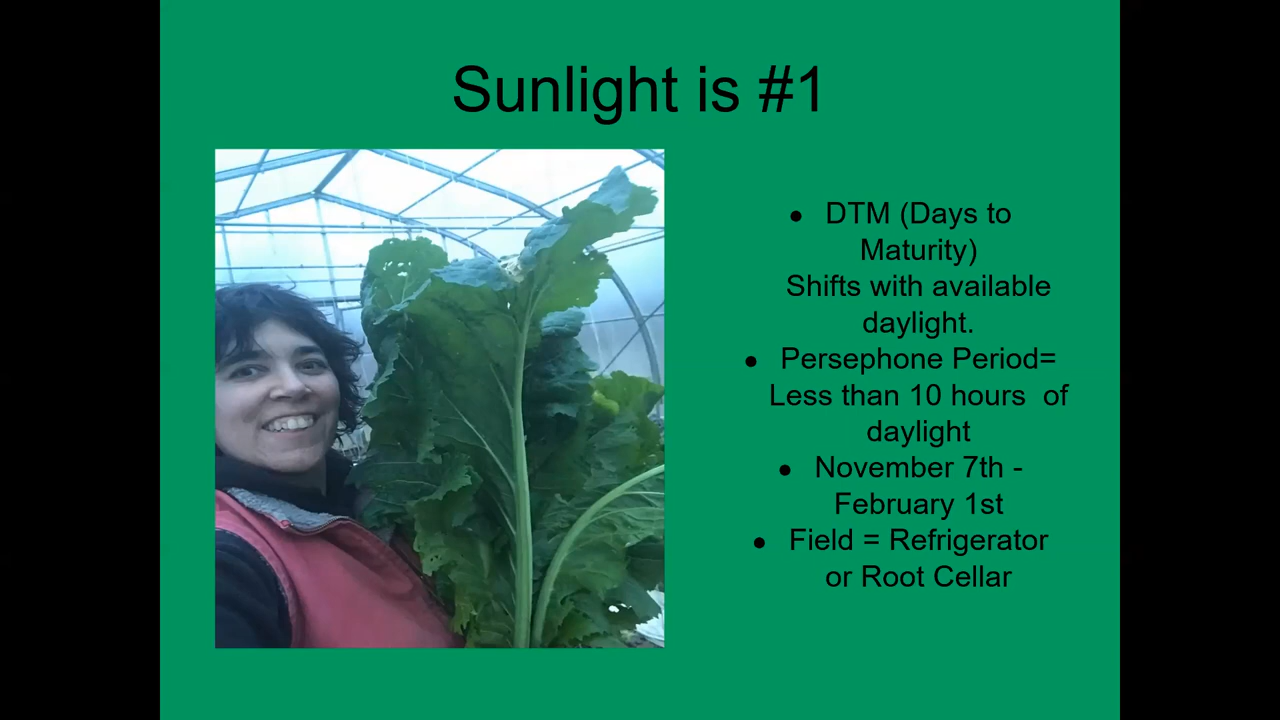 Sunlight is #1
● DTM (Days to
Maturity)
Shifts with available
daylight.
● Persephone Period=
Less than 10 hours  of
daylight
● November 7th -
February 1st
● Field = Refrigerator
or Root Cellar